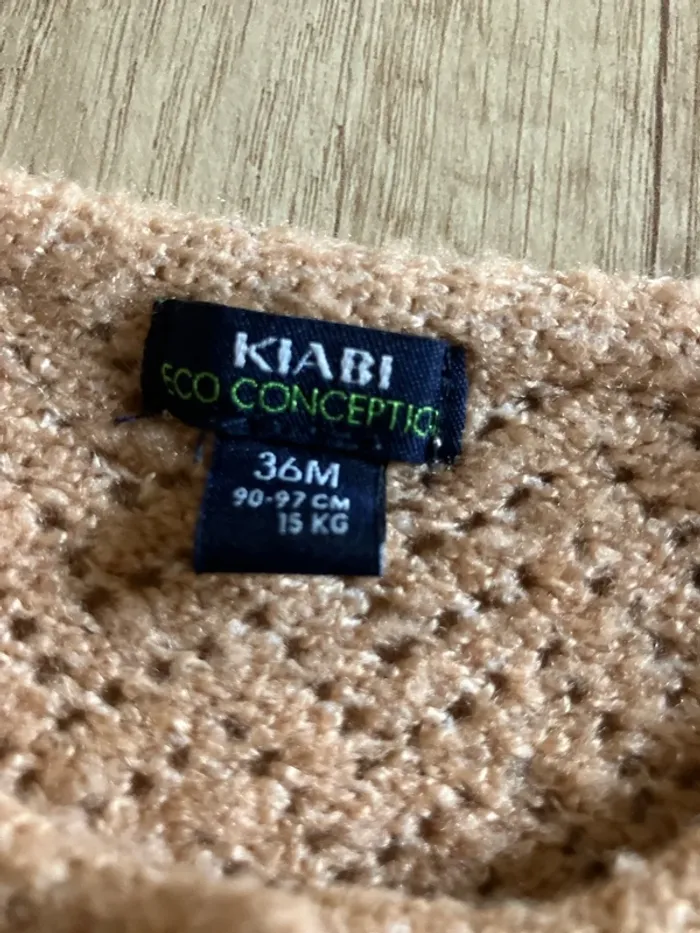 KIABI
ECO CONCEPTIO
36M
90-97 CM
15 KG